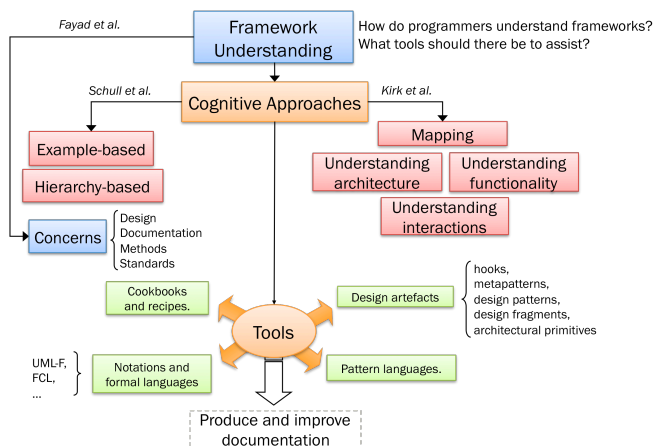 Fayad et al.
Framework
Understanding
How do programmers understand frameworks?
What tools should there be to assist?
Schull et al.
Cognitive Approaches
Kirk et al.
Example-based
Hierarchy-based
Mapping
Understanding
architecture
Understanding
functionality
Understanding
interactions
Concerns
Design
Documentation
Methods
Standards
Cookbooks
and recipes.
Design artefacts
hooks,
metapatterns,
design patterns,
design fragments,
architectural primitives
Tools
UML-F,
FCL,
...
Notations and
formal languages
Pattern languages.
Produce and improve
documentation